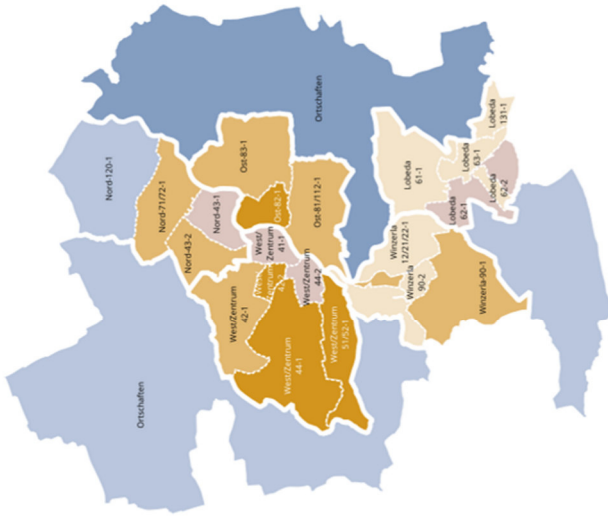 Nord-120-1
Nord-71/72-1
Ost-83-1
Ortschaften
Nord-43-1
Nord-43-2
Ost-82-1
Ost-81/112-1
West/Zentrum
41-1
West/Zentrum
West/Zentrum
42-1
West/Zentrum
44-2
West/Zentrum
44-1
West/Zentrum
51/52-1
Ortschaften
Lobeda
61-1
Lobeda
63-1
Lobeda
131-1
Lobeda
62-1
Lobeda
62-2
Winzerla
12/21/22-1
Winzerla
90-2
Winzerla-90-1